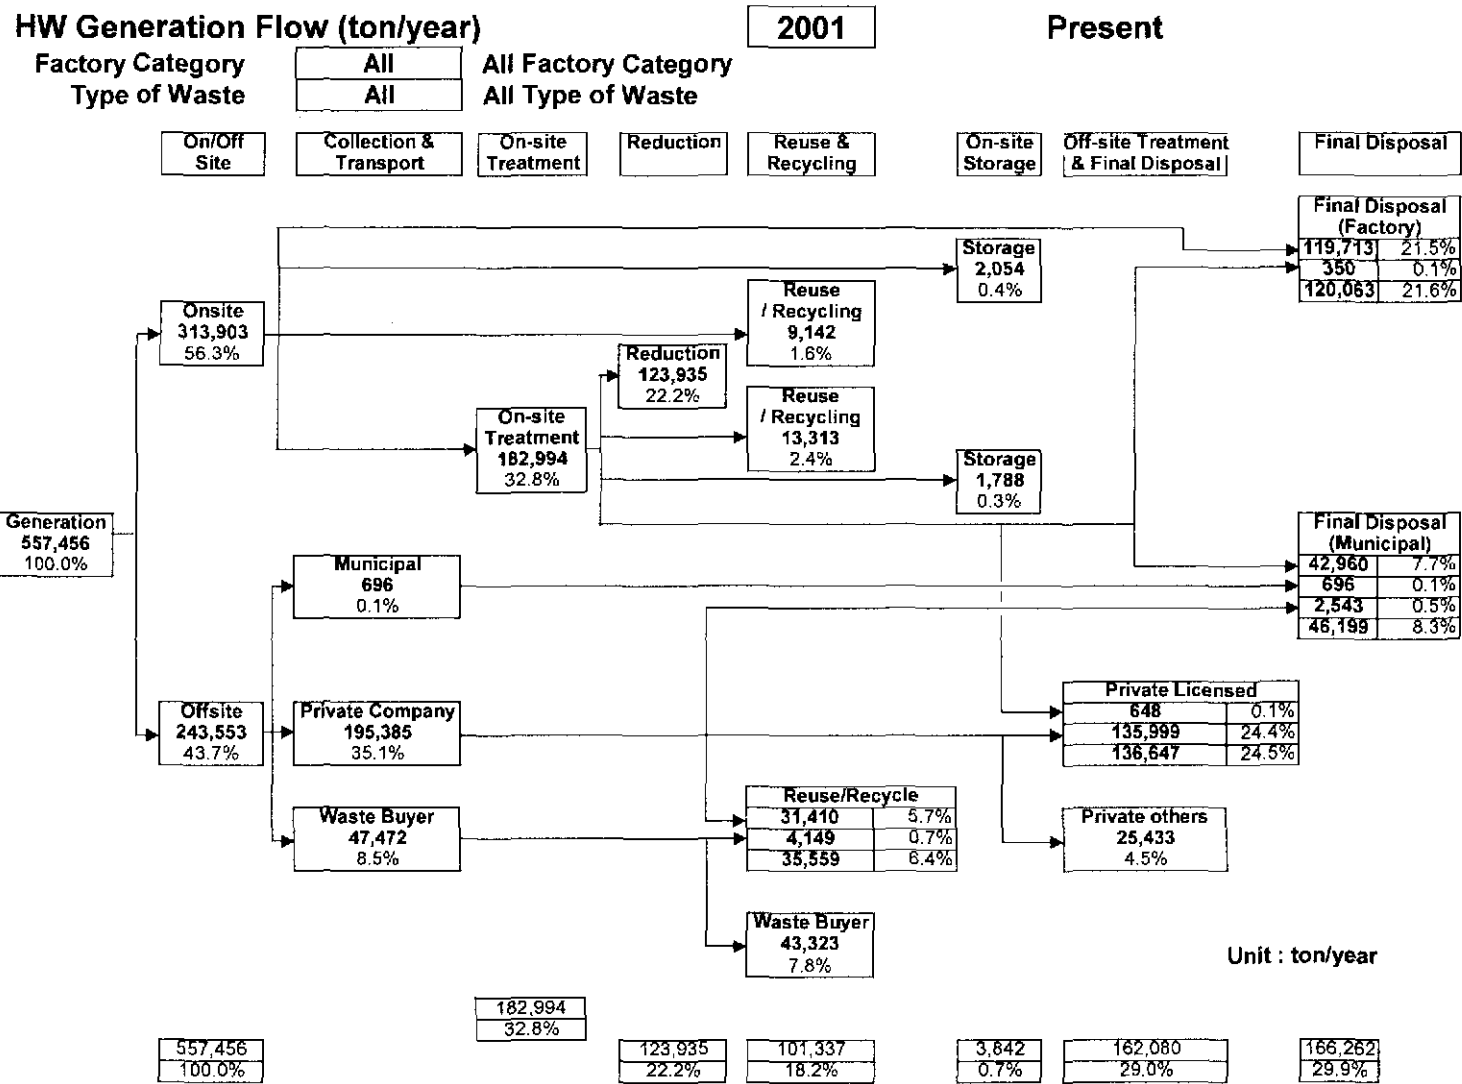 HW Generation Flow (ton/year)
2001
Present
Factory Category
All
All Factory Category
Type of Waste
All
All Type of Waste
On/Off
Site
Collection &
Transport
On-site
Treatment
Reduction
Reuse &
Recycling
On-site
Storage
Off-site Treatment
& Final Disposal
Final Disposal
Final Disposal
(Factory)
119,713 21.5%
350 0.1%
120,063 21.6%
Storage
2,054
0.4%
Reuse
/ Recycling
9,142
1.6%
Onsite
313,903
56.3%
Reduction
123,935
22.2%
Reuse
/ Recycling
13,313
2.4%
On-site
Treatment
182,994
32.8%
Storage
1,788
0.3%
Generation
557,456
100.0%
Final Disposal
(Municipal)
42,960 7.7%
696 0.1%
2,543 0.5%
46,199 8.3%
Municipal
696
0.1%
Offsite
243,553
43.7%
Private Company
195,385
35.1%
Private Licensed
648 0.1%
135,999 24.4%
136,647 24.5%
Waste Buyer
47,472
8.5%
Reuse/Recycle
31,410 5.7%
4,149 0.7%
35,559 6.4%
Private others
25,433
4.5%
Waste Buyer
43,323
7.8%
Unit : ton/year
182,994
32.8%
557,456
100.0%
123,935
22.2%
101,337
18.2%
3,842
0.7%
162,080
29.0%
166,262
29.9%